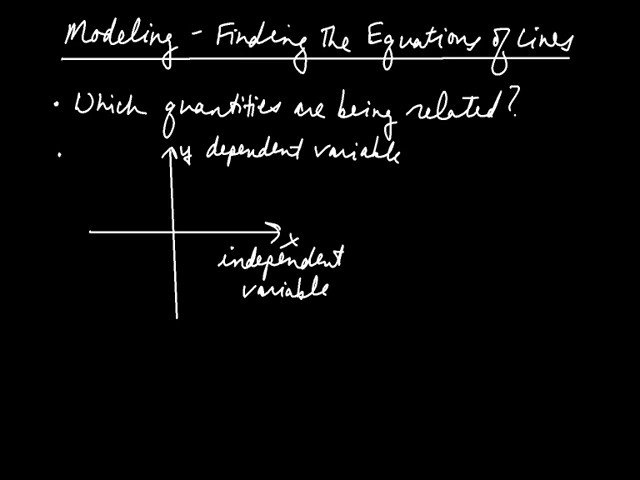 Modeling - Finding The Equations of Lines
• Which quantities are being related?
• y dependent variable
x
independent
variable